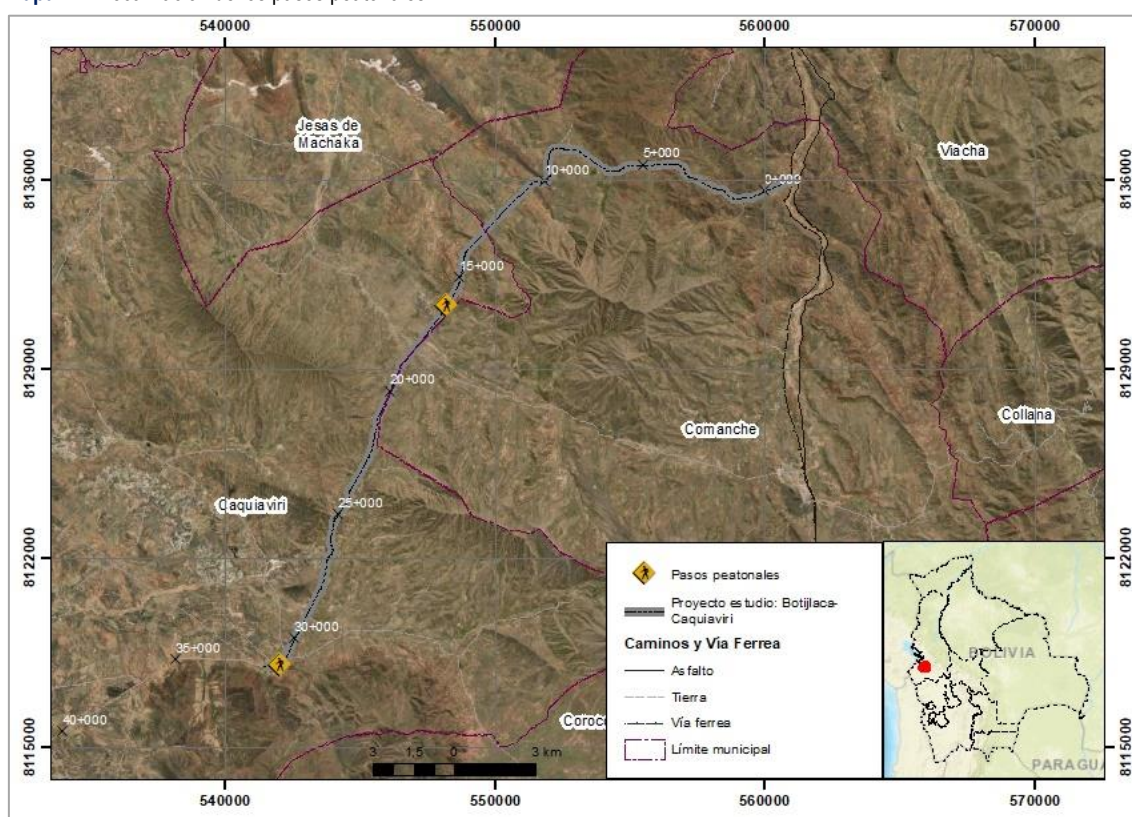 540000 550000 560000 570000
Jesas de
Machaka
5+000
Viacha
10+000
0+000
8136000 8136000
15+000
8129000 8129000
20+000
Comanche
Collana
Caquiaviri
25+000
8122000 8122000
30+000
35+000
40+000
8115000 8115000
3 1,5 0 3 km
Pasos peatonales
Proyecto estudio: Botijlaca-
Caquiaviri
Caminos y Vía Ferrea
Asfalto
Tierra
Vía ferrea
Límite municipal
BOLIVIA
540000 550000 560000 570000